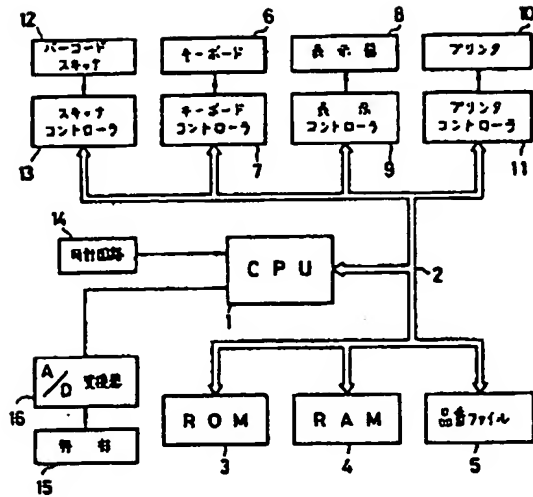 12
6
8
10
バーコード
スキャナ
キーボード
表示器
プリンタ
スキャナ
コントローラ
キーボード
コントローラ
表示
コントローラ
プリンタ
コントローラ
13
7
9
11
14
時計回路
CPU
1
2
A/D 変換器
16
15
ROM
RAM
品番ファイル
3
4
5